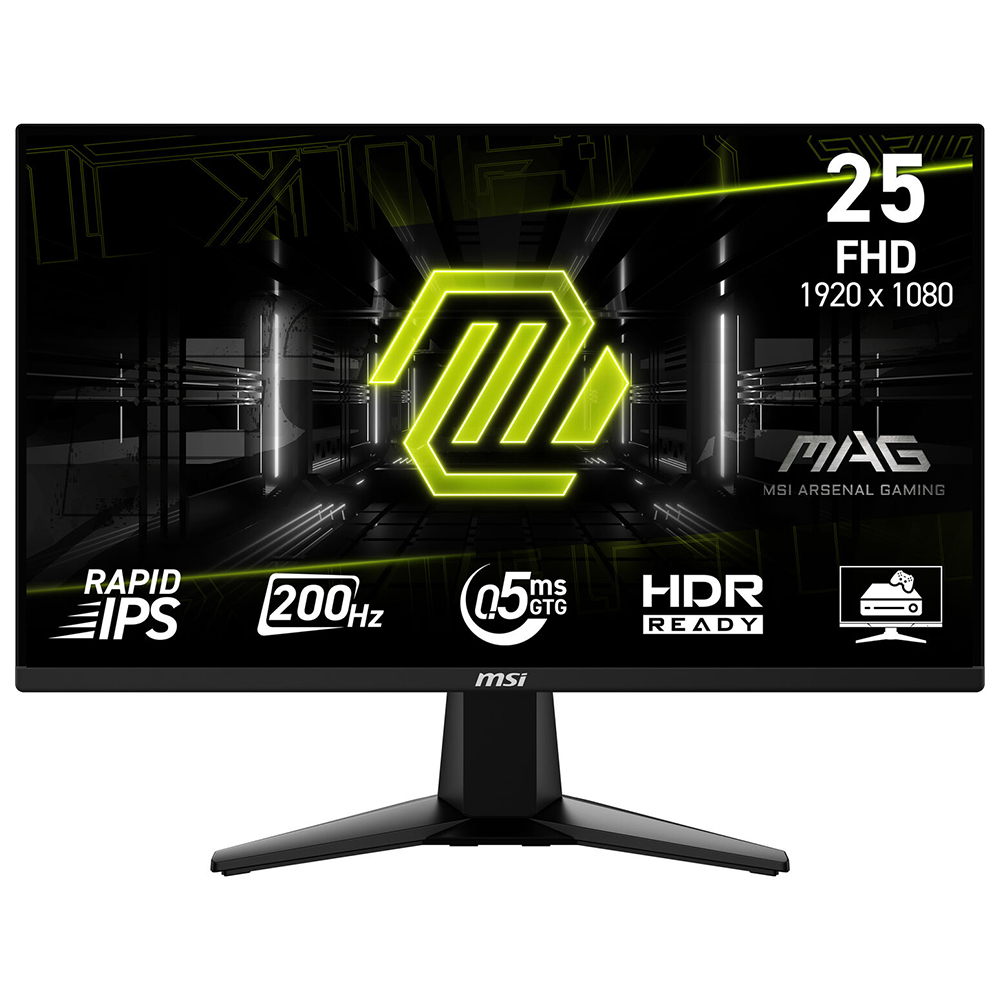 25
FHD
1920 x 1080
MAG
MSI ARSENAL GAMING
RAPID
IPS
200Hz
0.5ms
GTG
HDR
READY
msi